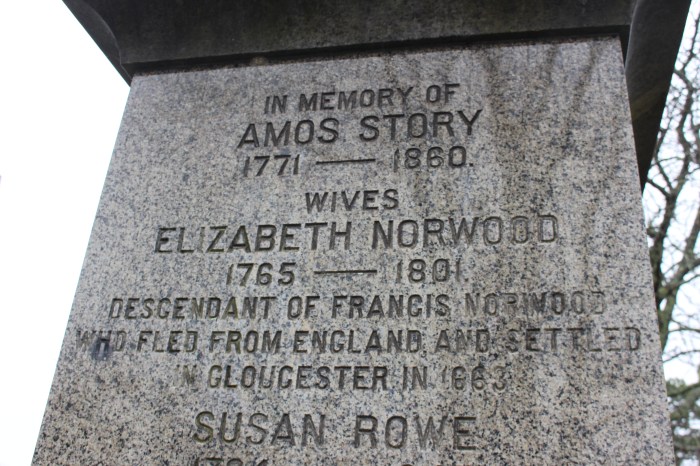 IN MEMORY OF
AMOS STORY
1771 — 1860.
WIVES
ELIZABETH NORWOOD
1765 — 1801
DESCENDANT OF FRANCIS NORWOOD
WHO FLED FROM ENGLAND AND SETTLED
IN GLOUCESTER IN 1663
SUSAN ROWE